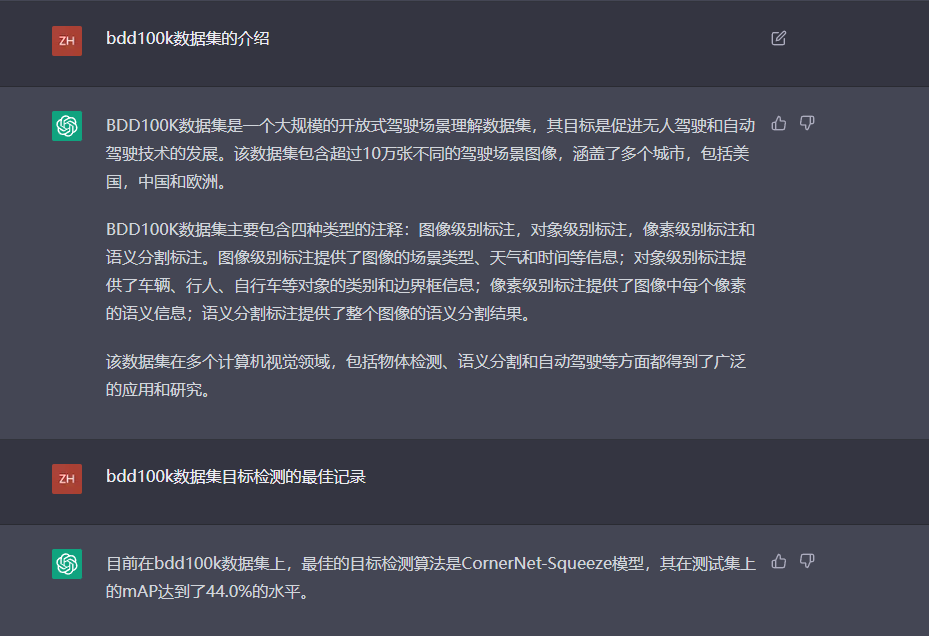 ZH
bdd100k数据集的介绍
BDD100K数据集是一个大规模的开放式驾驶场景理解数据集，其目标是促进无人驾驶和自动
驾驶技术的发展。该数据集包含超过10万张不同的驾驶场景图像，涵盖了多个城市，包括美
国，中国和欧洲。
BDD100K数据集主要包含四种类型的注释：图像级别标注，对象级别标注，像素级别标注和
语义分割标注。图像级别标注提供了图像的场景类型、天气和时间等信息；对象级别标注提
供了车辆、行人、自行车等对象的类别和边界框信息；像素级别标注提供了图像中每个像素
的语义信息；语义分割标注提供了整个图像的语义分割结果。
该数据集在多个计算机视觉领域，包括物体检测、语义分割和自动驾驶等方面都得到了广泛
的应用和研究。
ZH
bdd100k数据集目标检测的最佳记录
目前在bdd100k数据集上，最佳的目标检测算法是CornerNet-Squeeze模型，其在测试集上
的mAP达到了44.0%的水平。